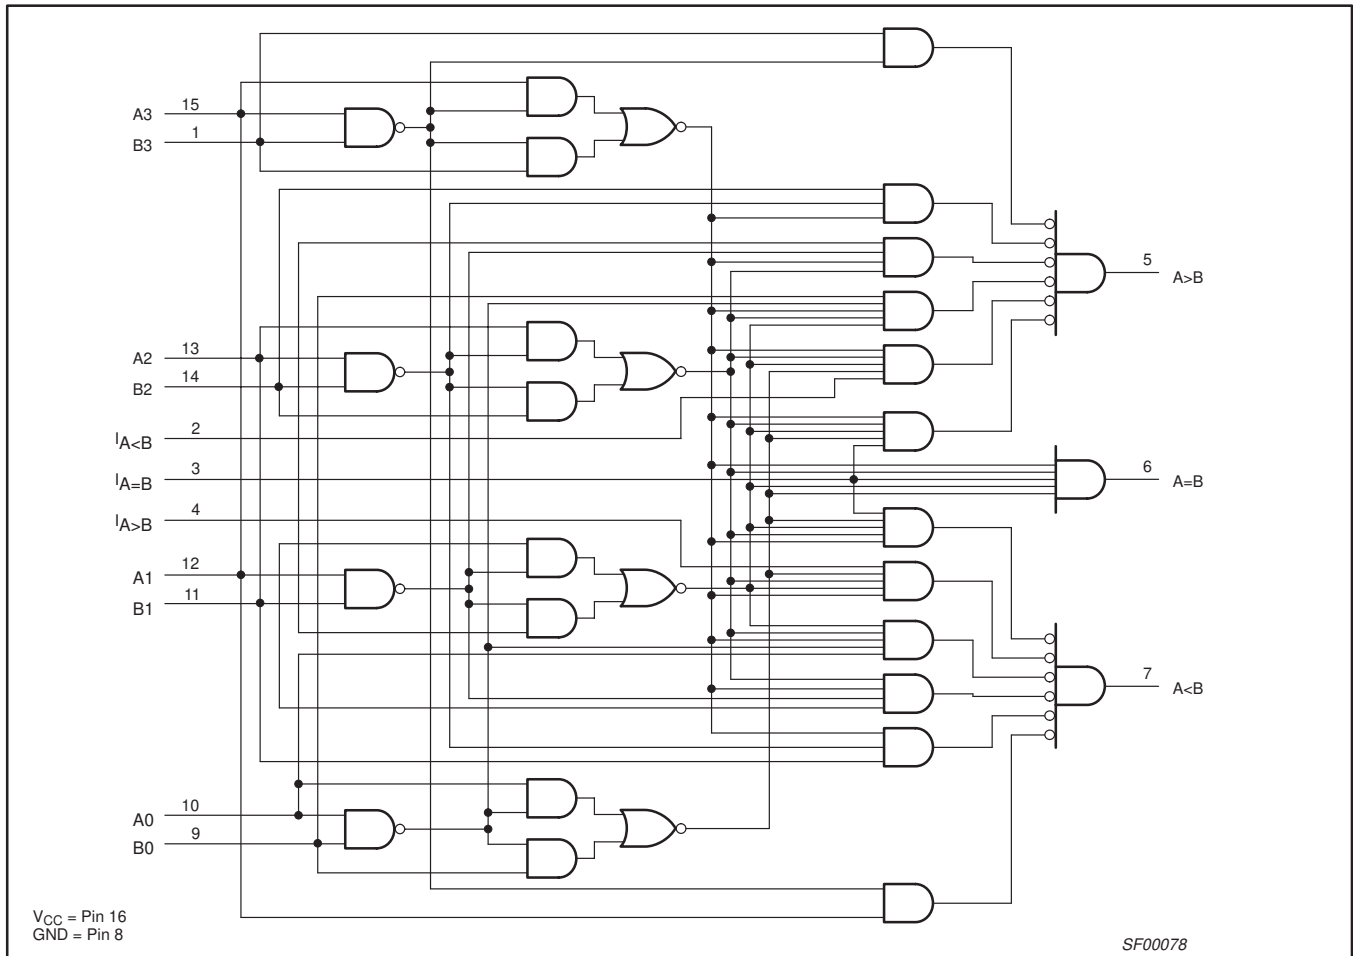 A3 15
B3 1
A2 13
B2 14
IA<B 2
IA=B 3
IA>B 4
A1 12
B1 11
A0 10
B0 9
5 A>B
6 A=B
7 A<B
VCC = Pin 16
GND = Pin 8
SF00078